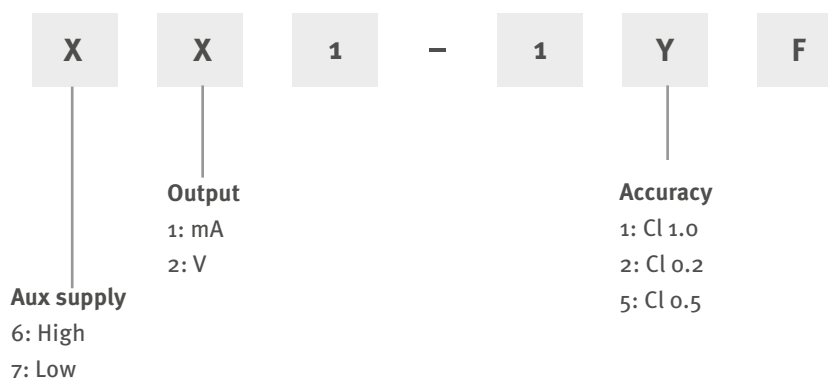 X X 1 – 1 Y F
Output
1: mA
2: V
Accuracy
1: Cl 1.0
2: Cl 0.2
5: Cl 0.5
Aux supply
6: High
7: Low